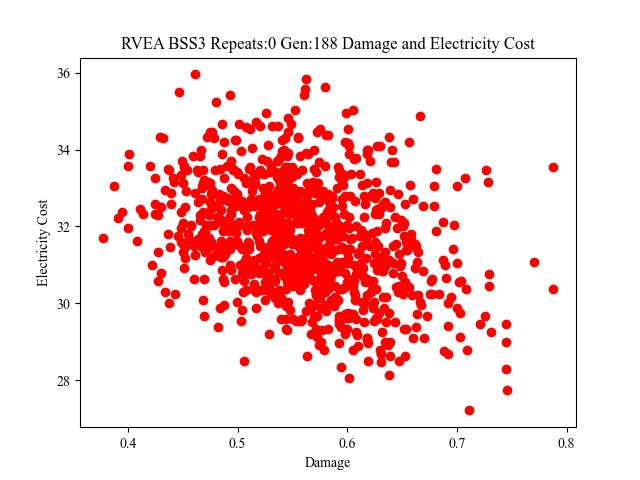 RVEA BSS3 Repeats:0 Gen:188 Damage and Electricity Cost
36
34
32
30
28
Electricity Cost
0.4 0.5 0.6 0.7 0.8
Damage